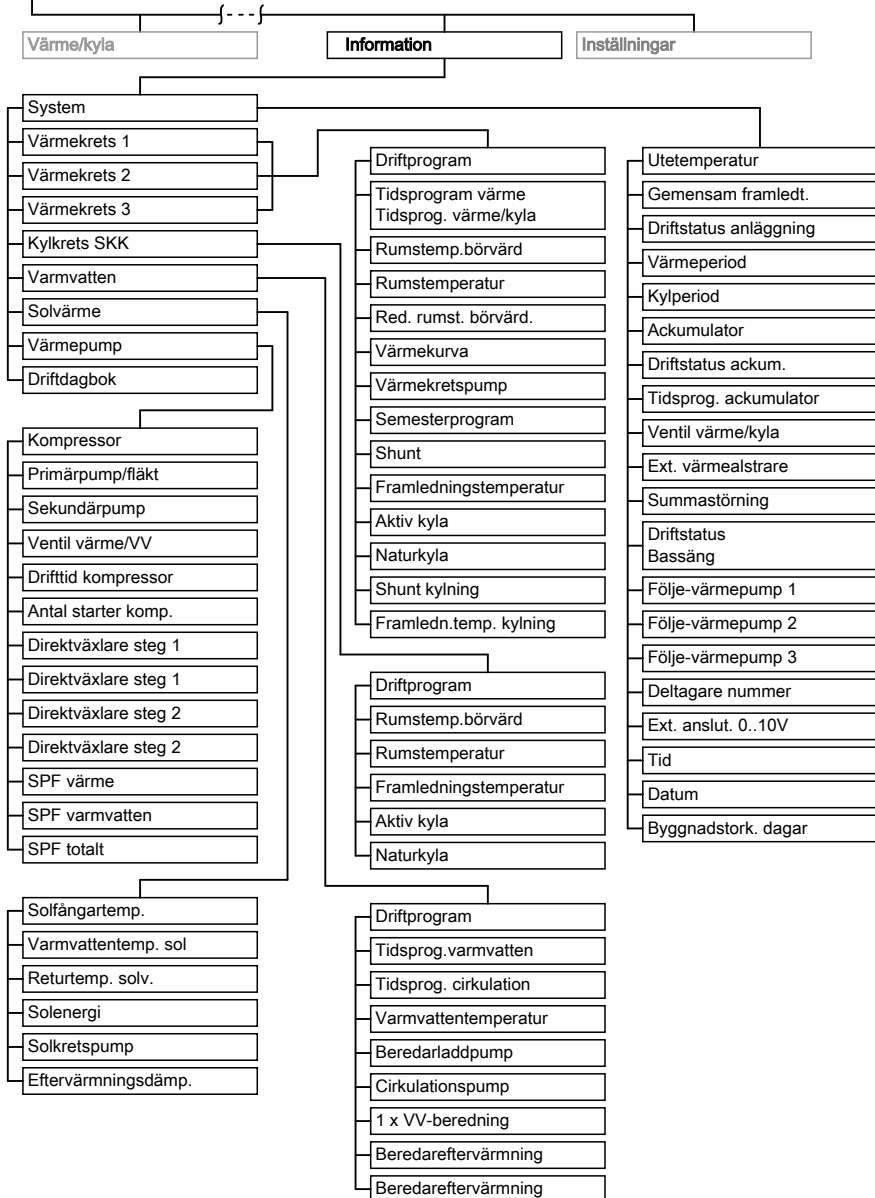 Värme/kyla
Information
Inställningar
System
Värmekrets 1
Värmekrets 2
Värmekrets 3
Kylkrets SKK
Varmvatten
Solvärme
Värmepump
Driftdagbok
Kompressor
Primärpump/fläkt
Sekundärpump
Ventil värme/VV
Drifttid kompressor
Antal starter komp.
Direktväxlare steg 1
Direktväxlare steg 1
Direktväxlare steg 2
Direktväxlare steg 2
SPF värme
SPF varmvatten
SPF totalt
Solfångartemp.
Varmvattentemp. sol
Returtemp. solv.
Solenergi
Solkretspump
Eftervärmningsdämp.
Driftprogram
Tidsprogram värme
Tidsprog. värme/kyla
Rumstemp.börvärd
Rumstemperatur
Red. rumst. börvärd.
Värmekurva
Värmekretspump
Semesterprogram
Shunt
Framledningstemperatur
Aktiv kyla
Naturkyla
Shunt kylning
Framledn.temp. kylning
Driftprogram
Rumstemp.börvärd
Rumstemperatur
Framledningstemperatur
Aktiv kyla
Naturkyla
Driftprogram
Tidsprog.varmvatten
Tidsprog. cirkulation
Varmvattentemperatur
Beredarladdpump
Cirkulationspump
1 x VV-beredning
Beredareftervärmning
Beredareftervärmning
Utetemperatur
Gemensam framledt.
Driftstatus anläggning
Värmeperiod
Kylperiod
Ackumulator
Driftstatus ackum.
Tidsprog. ackumulator
Ventil värme/kyla
Ext. värmealstrare
Summastörning
Driftstatus
Bassäng
Följe-värmepump 1
Följe-värmepump 2
Följe-värmepump 3
Deltagare nummer
Ext. anslut. 0..10V
Tid
Datum
Byggnadstork. dagar